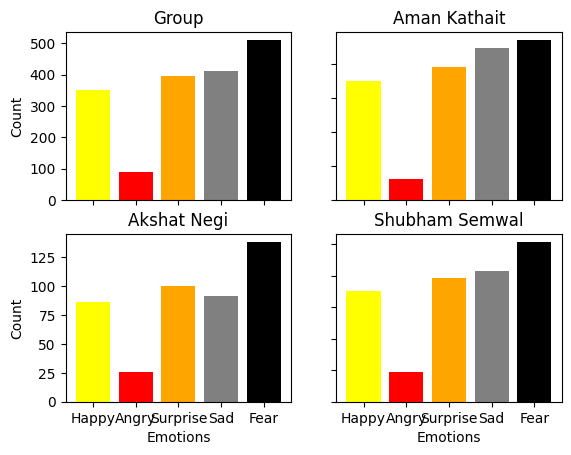 Group
Aman Kathait
500
400
300
200
100
0
Count
Akshat Negi
Shubham Semwal
125
100
75
50
25
0
Count
Happy Angry Surprise Sad Fear
Emotions
Happy Angry Surprise Sad Fear
Emotions